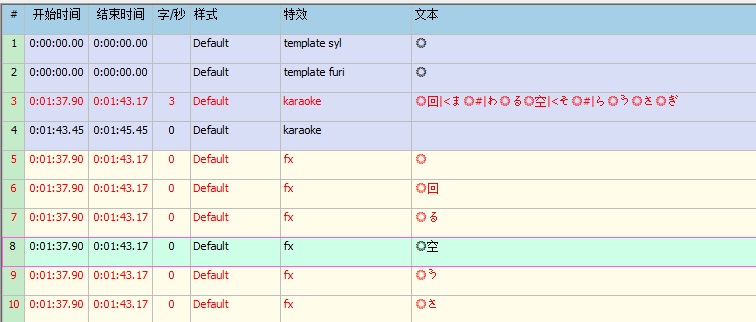 # 开始时间 结束时间 字/秒 样式 特效 文本
1 0:00:00.00 0:00:00.00 Default template syl ☀
2 0:00:00.00 0:00:00.00 Default template furi ☀
3 0:01:37.90 0:01:43.17 3 Default karaoke ☀回|<ま☀#|わ☀る☀空|<そ☀#|ら☀う☀さ☀ぎ
4 0:01:43.45 0:01:45.45 0 Default karaoke
5 0:01:37.90 0:01:43.17 0 Default fx ☀
6 0:01:37.90 0:01:43.17 0 Default fx ☀回
7 0:01:37.90 0:01:43.17 0 Default fx ☀る
8 0:01:37.90 0:01:43.17 0 Default fx ☀空
9 0:01:37.90 0:01:43.17 0 Default fx ☀う
10 0:01:37.90 0:01:43.17 0 Default fx ☀さ